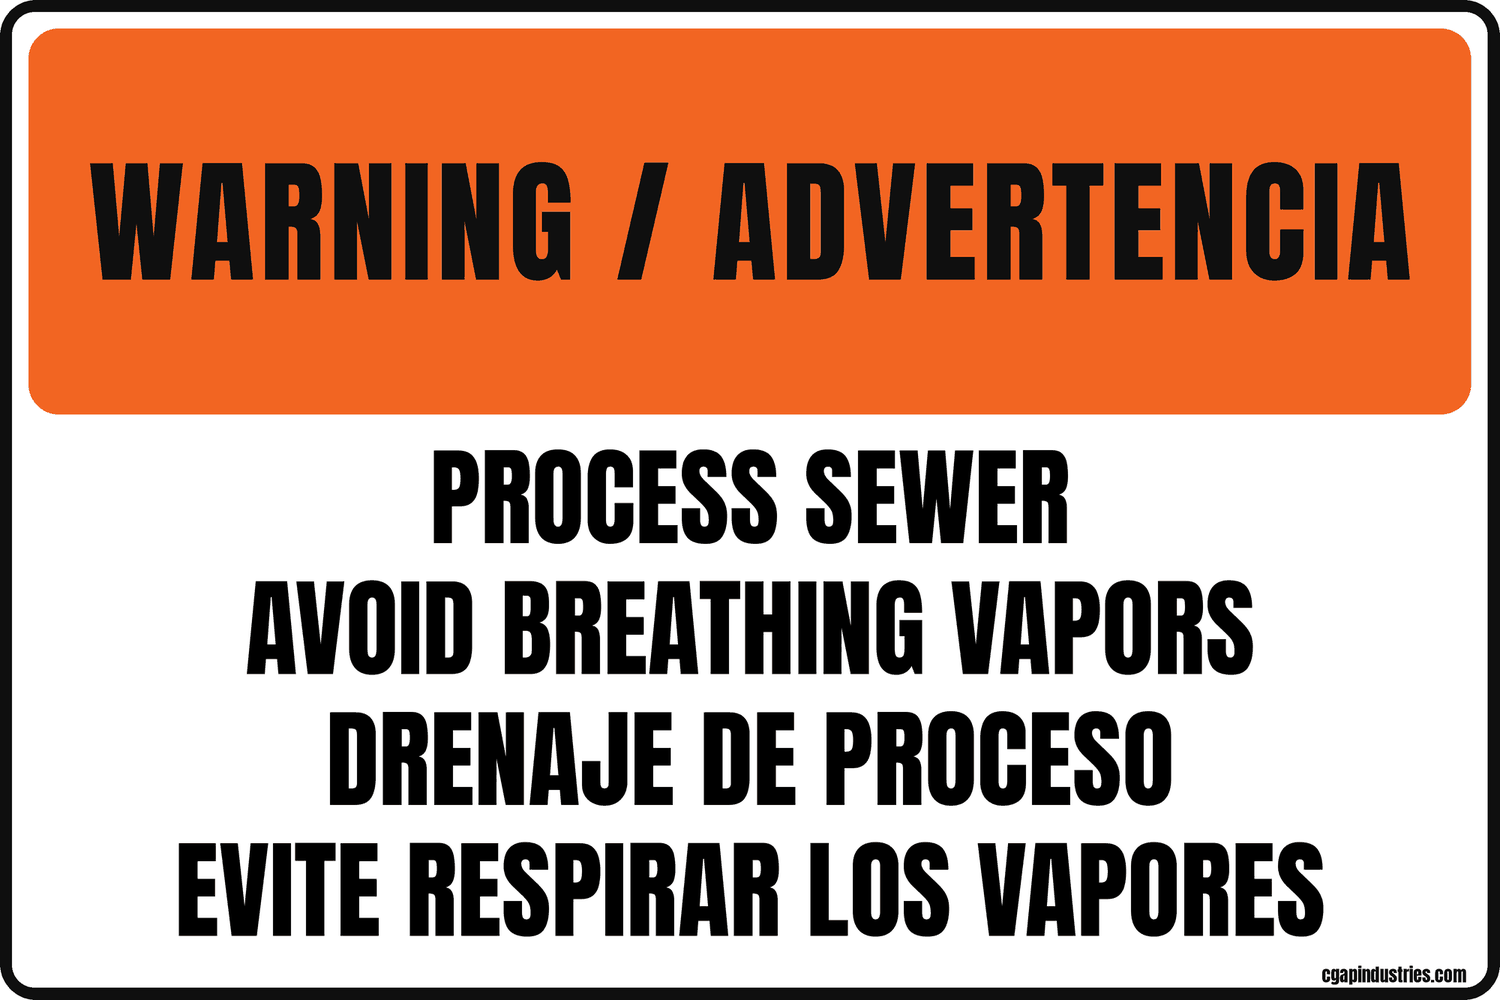 WARNING / ADVERTENCIA
PROCESS SEWER
AVOID BREATHING VAPORS
DRENAJE DE PROCESO
EVITE RESPIRAR LOS VAPORES
cgapindustries.com